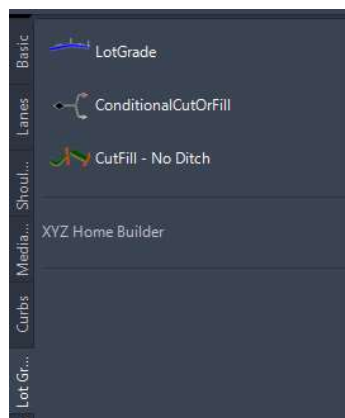 Basic
Lanes
Shoul...
Media...
Curbs
Lot Gr...
LotGrade
ConditionalCutOrFill
CutFill - No Ditch
XYZ Home Builder